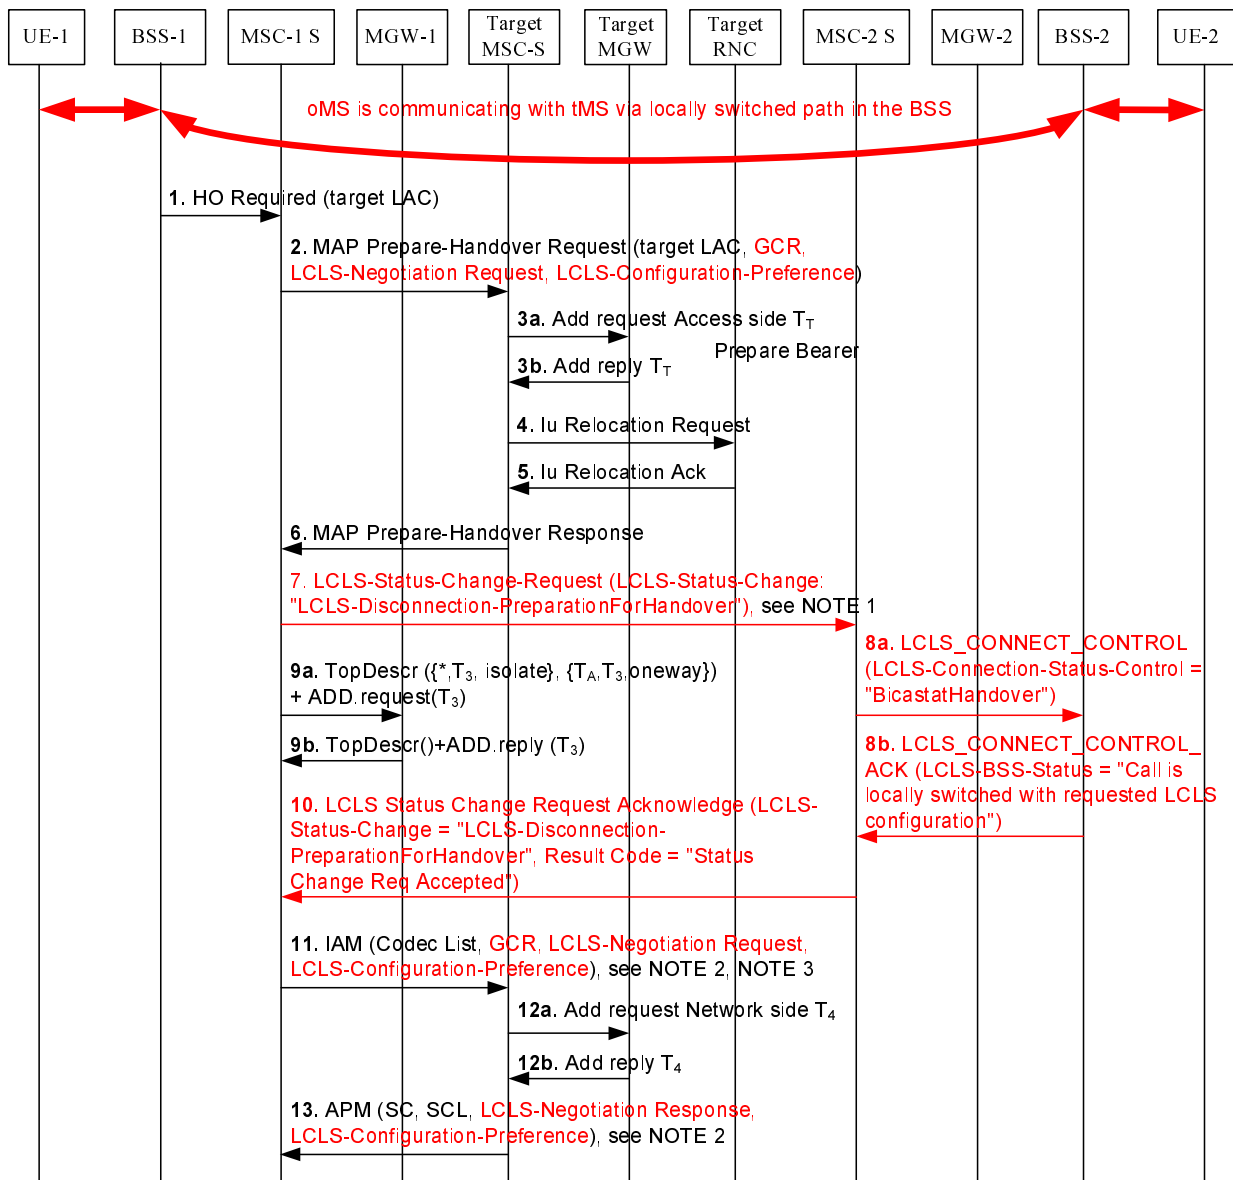 UE-1
BSS-1
MSC-1 S
MGW-1
Target
MSC-S
Target
MGW
Target
RNC
MSC-2 S
MGW-2
BSS-2
UE-2
oMS is communicating with tMS via locally switched path in the BSS
1. HO Required (target LAC)
2. MAP Prepare-Handover Request (target LAC, GCR,
LCLS-Negotiation Request, LCLS-Configuration-Preference)
3a. Add request Access side TT
Prepare Bearer
3b. Add reply TT
4. Iu Relocation Request
5. Iu Relocation Ack
6. MAP Prepare-Handover Response
7. LCLS-Status-Change-Request (LCLS-Status-Change:
"LCLS-Disconnection-PreparationForHandover"), see NOTE 1
8a. LCLS_CONNECT_CONTROL
(LCLS-Connection-Status-Control =
"BicastatHandover")
9a. TopDescr ({*,T3, isolate}, {TA,T3,oneway})
+ ADD.request(T3)
9b. TopDescr()+ADD.reply (T3)
8b. LCLS_CONNECT_CONTROL_
ACK (LCLS-BSS-Status = "Call is
locally switched with requested LCLS
configuration")
10. LCLS Status Change Request Acknowledge (LCLS-
Status-Change = "LCLS-Disconnection-
PreparationForHandover", Result Code = "Status
Change Req Accepted")
11. IAM (Codec List, GCR, LCLS-Negotiation Request,
LCLS-Configuration-Preference), see NOTE 2, NOTE 3
12a. Add request Network side T4
12b. Add reply T4
13. APM (SC, SCL, LCLS-Negotiation Response,
LCLS-Configuration-Preference), see NOTE 2